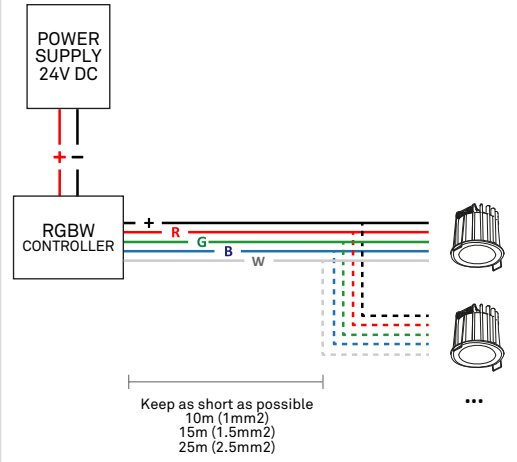 POWER
SUPPLY
24V DC
+ −
RGBW
CONTROLLER
+
R
G
B
W
Keep as short as possible
10m (1mm2)
15m (1.5mm2)
25m (2.5mm2)
...